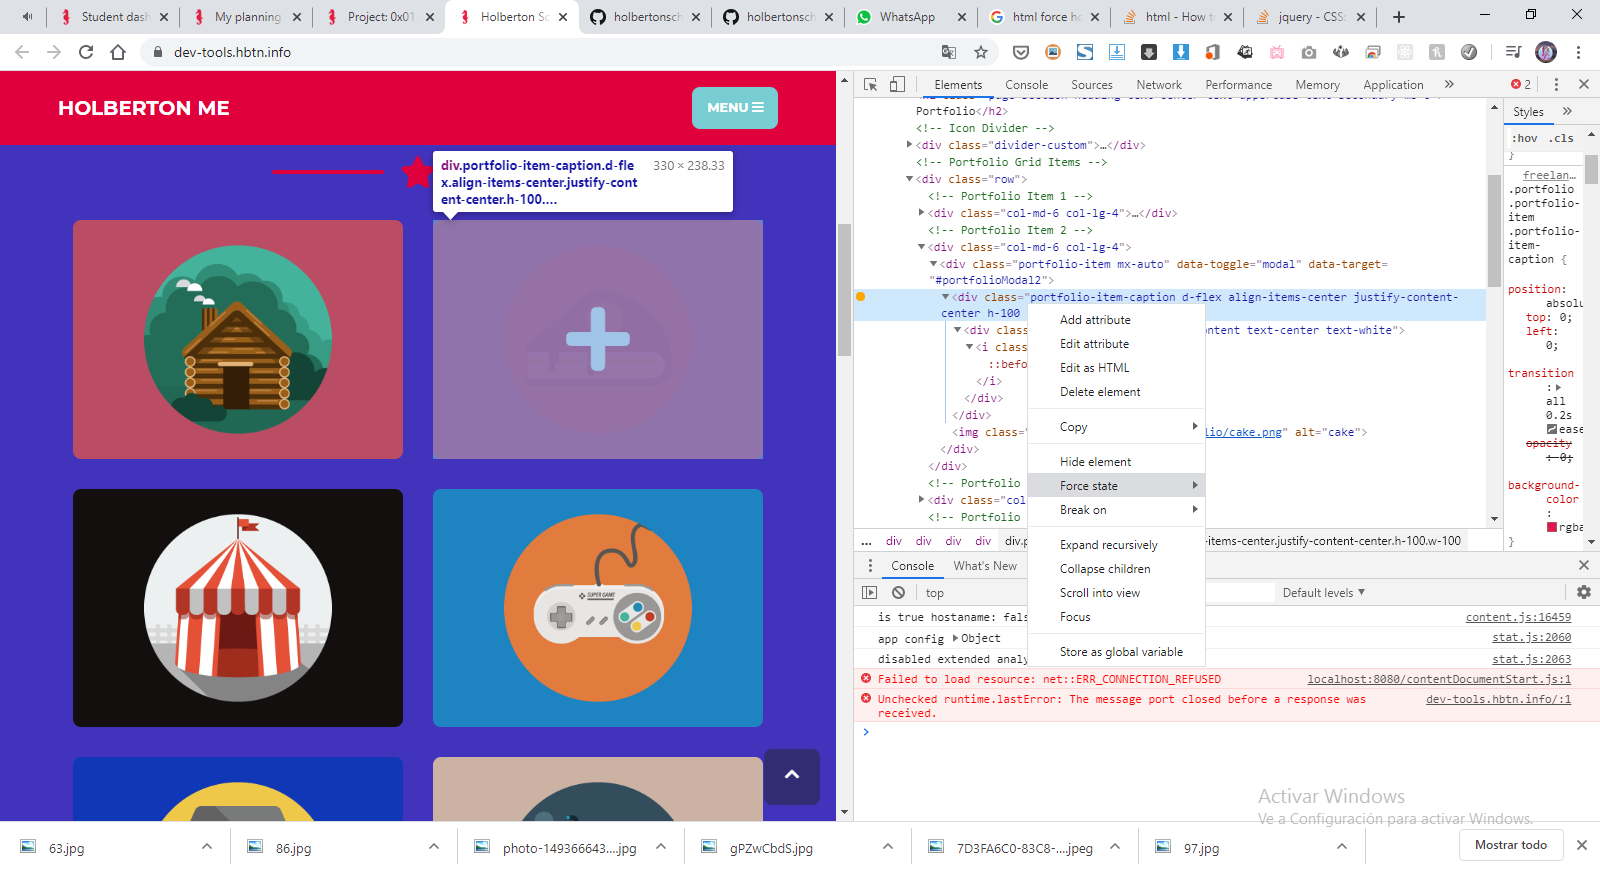 Student dash
My planning
Project: 0x01
Holberton Sc
holbertonsch
holbertonsch
WhatsApp
html force ho
html - How t
jquery - CSS:
dev-tools.hbtn.info
HOLBERTON ME
MENU
div.portfolio-item-caption.d-fle
x.align-items-center.justify-cont
ent-center.h-100....
330 × 238.33
SUPER GAME
Elements
Console
Sources
Network
Performance
Memory
Application
2
Portfolio</h2>
<!-- Icon Divider -->
<div class="divider-custom">…</div>
<!-- Portfolio Grid Items -->
<div class="row">
<!-- Portfolio Item 1 -->
<div class="col-md-6 col-lg-4">…</div>
<!-- Portfolio Item 2 -->
<div class="col-md-6 col-lg-4">
<div class="portfolio-item mx-auto" data-toggle="modal" data-target=
"#portfolioModal2">
<div class="portfolio-item-caption d-flex align-items-center justify-content-
center h-100
<div clas
ontent text-center text-white">
<i class
::befo
</i>
</div>
</div>
<img class="
lio/cake.png" alt="cake">
</div>
</div>
<!-- Portfolio
<div class="col
<!-- Portfolio
Add attribute
Edit attribute
Edit as HTML
Delete element
Copy
Hide element
Force state
Break on
Expand recursively
Collapse children
Scroll into view
Focus
Store as global variable
Styles
:hov .cls
}
freelan…
.portfolio
.portfolio-
item
.portfolio-
item-
caption {
position:
absolu
top: 0;
left:
0;
transition
:
all
0.2s
ease
opacity
: 0;
background-
color
:
rgba
}
...
div
div
div
div
div.p
-items-center.justify-content-center.h-100.w-100
Console
What's New
top
Default levels
is true hostname: fals
content.js:16459
app config Object
stat.js:2060
disabled extended analy
stat.js:2063
Failed to load resource: net::ERR_CONNECTION_REFUSED
localhost:8080/contentDocumentStart.js:1
Unchecked runtime.lastError: The message port closed before a response was
received.
dev-tools.hbtn.info/:1
Activar Windows
Ve a Configuración para activar Windows.
63.jpg
86.jpg
photo-149366643....jpg
gPZwCbdS.jpg
7D3FA6C0-83C8-....jpeg
97.jpg
Mostrar todo